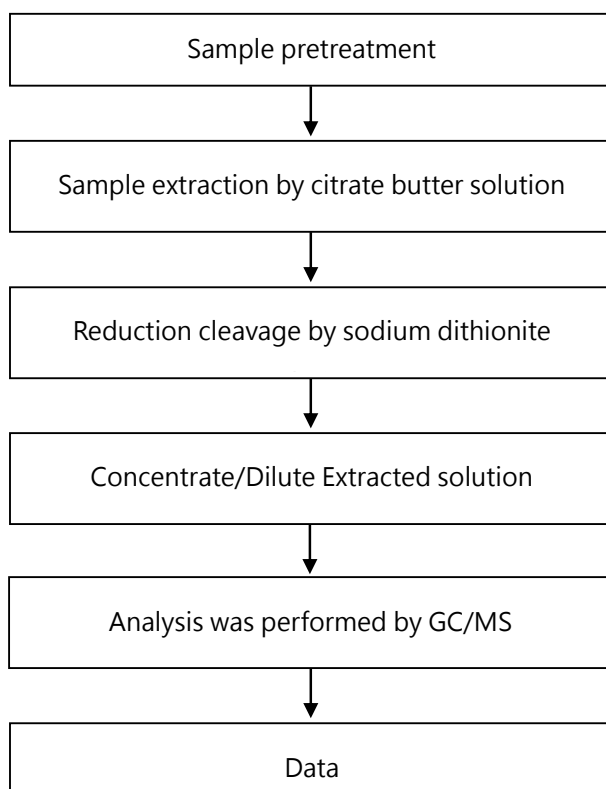 Sample pretreatment
Sample extraction by citrate butter solution
Reduction cleavage by sodium dithionite
Concentrate/Dilute Extracted solution
Analysis was performed by GC/MS
Data